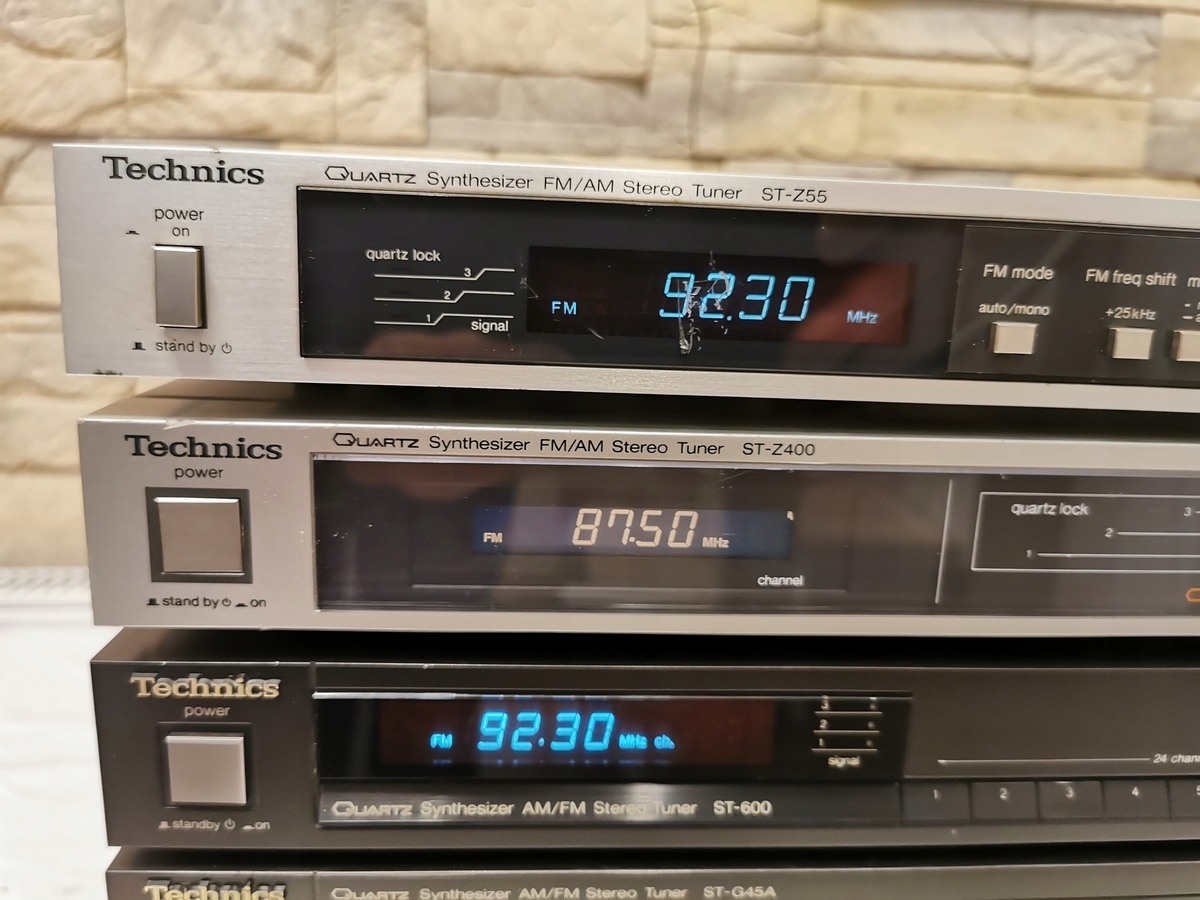 Technics
QUARTZ Synthesizer FM/AM Stereo Tuner ST-Z55
power
on
stand by
quartz lock
3
2
1
signal
FM 92.30 MHz
FM mode
auto/mono
FM freq shift
+25kHz
Technics
QUARTZ Synthesizer FM/AM Stereo Tuner ST-Z400
power
stand by on
FM 87.50 MHz
channel
quartz lock
3
2
1
Technics
power
standby on
FM 92.30 MHz ch.
3
2
1
signal
QUARTZ Synthesizer AM/FM Stereo Tuner ST-600
24
1 2 3 4
Technics
QUARTZ Synthesizer AM/FM Stereo Tuner ST-G45A